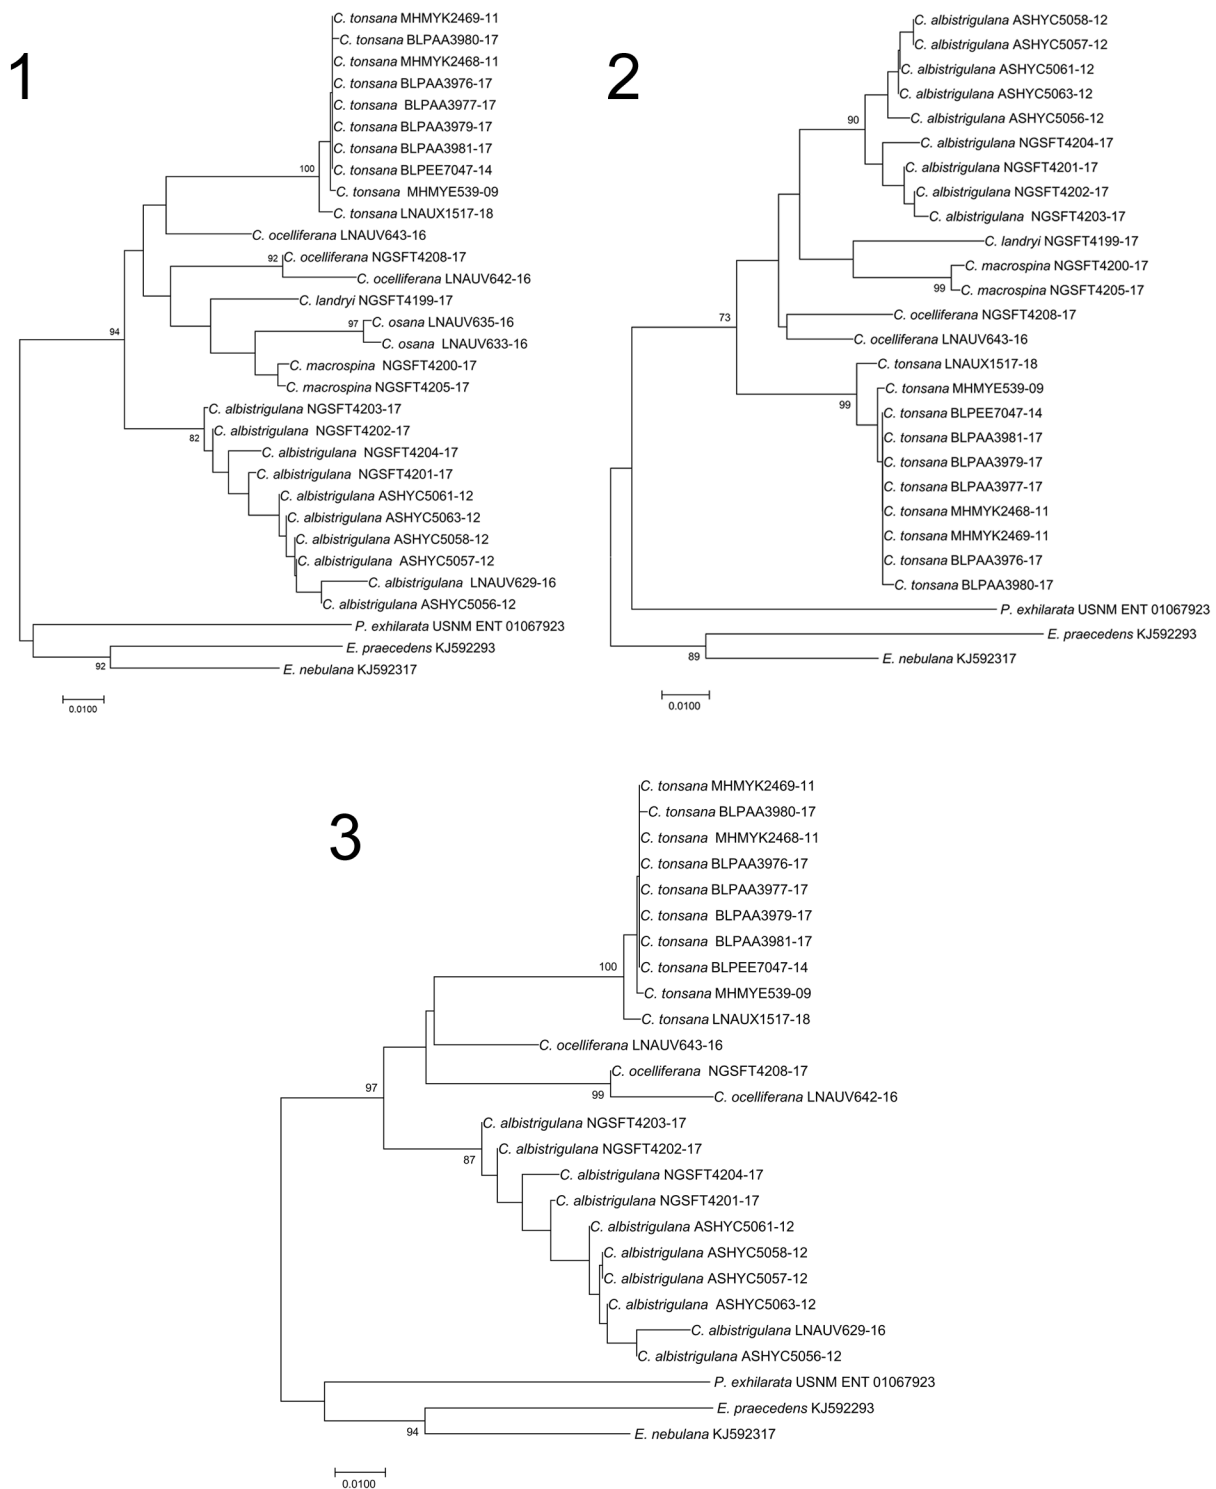 1
C. tonsana MHMYK2469-11
C. tonsana BLPAA3980-17
C. tonsana MHMYK2468-11
C. tonsana BLPAA3976-17
C. tonsana BLPAA3977-17
C. tonsana BLPAA3979-17
C. tonsana BLPAA3981-17
C. tonsana BLPEE7047-14
100
C. tonsana MHMYE539-09
C. tonsana LNAUX1517-18
C. ocelliferana LNAUV643-16
92
C. ocelliferana NGSFT4208-17
C. ocelliferana LNAUV642-16
C. landryi NGSFT4199-17
97
C. osana LNAUV635-16
94
C. osana LNAUV633-16
C. macrospina NGSFT4200-17
C. macrospina NGSFT4205-17
C. albistrigulana NGSFT4203-17
82
C. albistrigulana NGSFT4202-17
C. albistrigulana NGSFT4204-17
C. albistrigulana NGSFT4201-17
C. albistrigulana ASHYC5061-12
C. albistrigulana ASHYC5063-12
C. albistrigulana ASHYC5058-12
C. albistrigulana ASHYC5057-12
C. albistrigulana LNAUV629-16
C. albistrigulana ASHYC5056-12
P. exhilarata USNM ENT 01067923
E. praecedens KJ592293
92
E. nebulana KJ592317
0.0100
2
C. albistrigulana ASHYC5058-12
C. albistrigulana ASHYC5057-12
C. albistrigulana ASHYC5061-12
C. albistrigulana ASHYC5063-12
90
C. albistrigulana ASHYC5056-12
C. albistrigulana NGSFT4204-17
C. albistrigulana NGSFT4201-17
C. albistrigulana NGSFT4202-17
C. albistrigulana NGSFT4203-17
C. landryi NGSFT4199-17
C. macrospina NGSFT4200-17
99
C. macrospina NGSFT4205-17
73
C. ocelliferana NGSFT4208-17
C. ocelliferana LNAUV643-16
C. tonsana LNAUX1517-18
C. tonsana MHMYE539-09
99
C. tonsana BLPEE7047-14
C. tonsana BLPAA3981-17
C. tonsana BLPAA3979-17
C. tonsana BLPAA3977-17
C. tonsana MHMYK2468-11
C. tonsana MHMYK2469-11
C. tonsana BLPAA3976-17
C. tonsana BLPAA3980-17
P. exhilarata USNM ENT 01067923
E. praecedens KJ592293
89
E. nebulana KJ592317
0.0100
3
C. tonsana MHMYK2469-11
C. tonsana BLPAA3980-17
C. tonsana MHMYK2468-11
C. tonsana BLPAA3976-17
C. tonsana BLPAA3977-17
C. tonsana BLPAA3979-17
C. tonsana BLPAA3981-17
100
C. tonsana BLPEE7047-14
C. tonsana MHMYE539-09
C. tonsana LNAUX1517-18
C. ocelliferana LNAUV643-16
C. ocelliferana NGSFT4208-17
97
99
C. ocelliferana LNAUV642-16
C. albistrigulana NGSFT4203-17
87
C. albistrigulana NGSFT4202-17
C. albistrigulana NGSFT4204-17
C. albistrigulana NGSFT4201-17
C. albistrigulana ASHYC5061-12
C. albistrigulana ASHYC5058-12
C. albistrigulana ASHYC5057-12
C. albistrigulana ASHYC5063-12
C. albistrigulana LNAUV629-16
C. albistrigulana ASHYC5056-12
P. exhilarata USNM ENT 01067923
E. praecedens KJ592293
94
E. nebulana KJ592317
0.0100